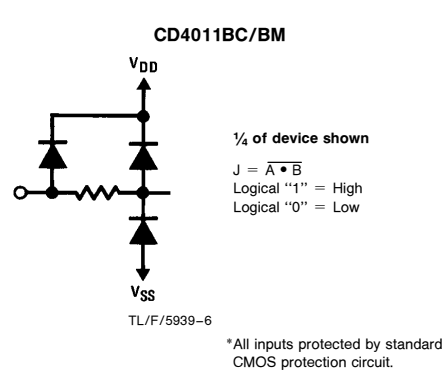 CD4011BC/BM
VDD
¼ of device shown
J = A̅ ̅•̅ ̅B̅
Logical “1” = High
Logical “0” = Low
VSS
TL/F/5939–6
*All inputs protected by standard
CMOS protection circuit.